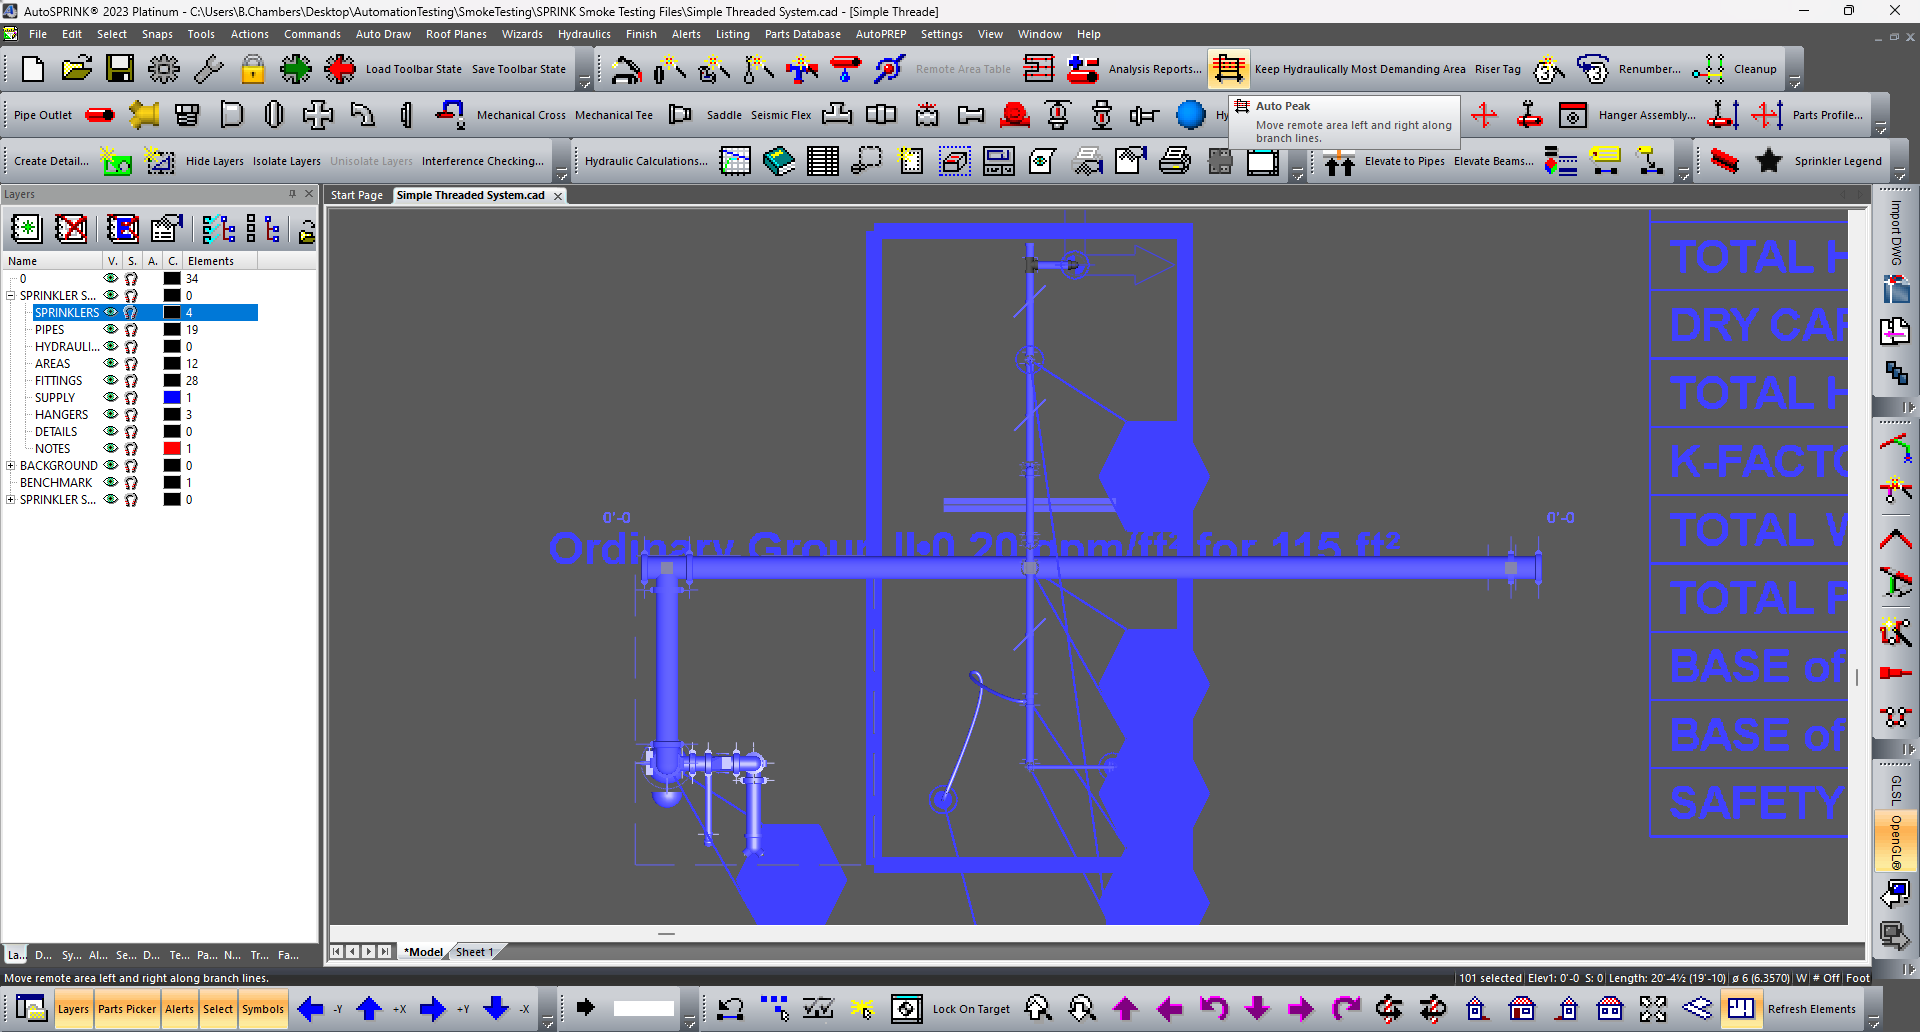 AutoSPRINK® 2023 Platinum - C:\Users\B.Chambers\Desktop\AutomationTesting\SmokeTesting\SPRINK Smoke Testing Files\Simple Threaded System.cad - [Simple Threade]
File Edit Select Snaps Tools Actions Commands Auto Draw Roof Planes Wizards Hydraulics Finish Alerts Listing Parts Database AutoPREP Settings View Window Help
Load Toolbar State Save Toolbar State Remote Area Table Analysis Reports... Keep Hydraulically Most Demanding Area Riser Tag Renumber... Cleanup
Pipe Outlet Mechanical Cross Mechanical Tee Saddle Seismic Flex Hy Hanger Assembly... Parts Profile...
Auto Peak
Move remote area left and right along
branch lines.
Create Detail... Hide Layers Isolate Layers Unisolate Layers Interference Checking... Hydraulic Calculations... Elevate to Pipes Elevate Beams... Sprinkler Legend
Layers
Start Page Simple Threaded System.cad
Name V. S. A. C. Elements
0 34
SPRINKLER S... 0
SPRINKLERS 4
PIPES 19
HYDRAULI... 0
AREAS 12
FITTINGS 28
SUPPLY 1
HANGERS 3
DETAILS 0
NOTES 1
BACKGROUND 0
BENCHMARK 1
SPRINKLER S... 0
0'-0
0'-0
Ordinary Group II•0.20 gpm/ft² for 115 ft²
TOTAL H
DRY CAP
TOTAL H
K-FACTO
TOTAL W
TOTAL P
BASE of
BASE of
SAFETY
Import DWG
GLSL
OpenGL®
La... D... Sy... Al... Se... D... Te... Pa... N... Tr... Fa...
*Model Sheet 1
Move remote area left and right along branch lines.
101 selected Elev1: 0'-0 S: 0 Length: 20'-4½ (19'-10) ø 6 (6.3570) W # Off Foot
Layers Parts Picker Alerts Select Symbols -Y +X +Y -X Lock On Target Refresh Elements